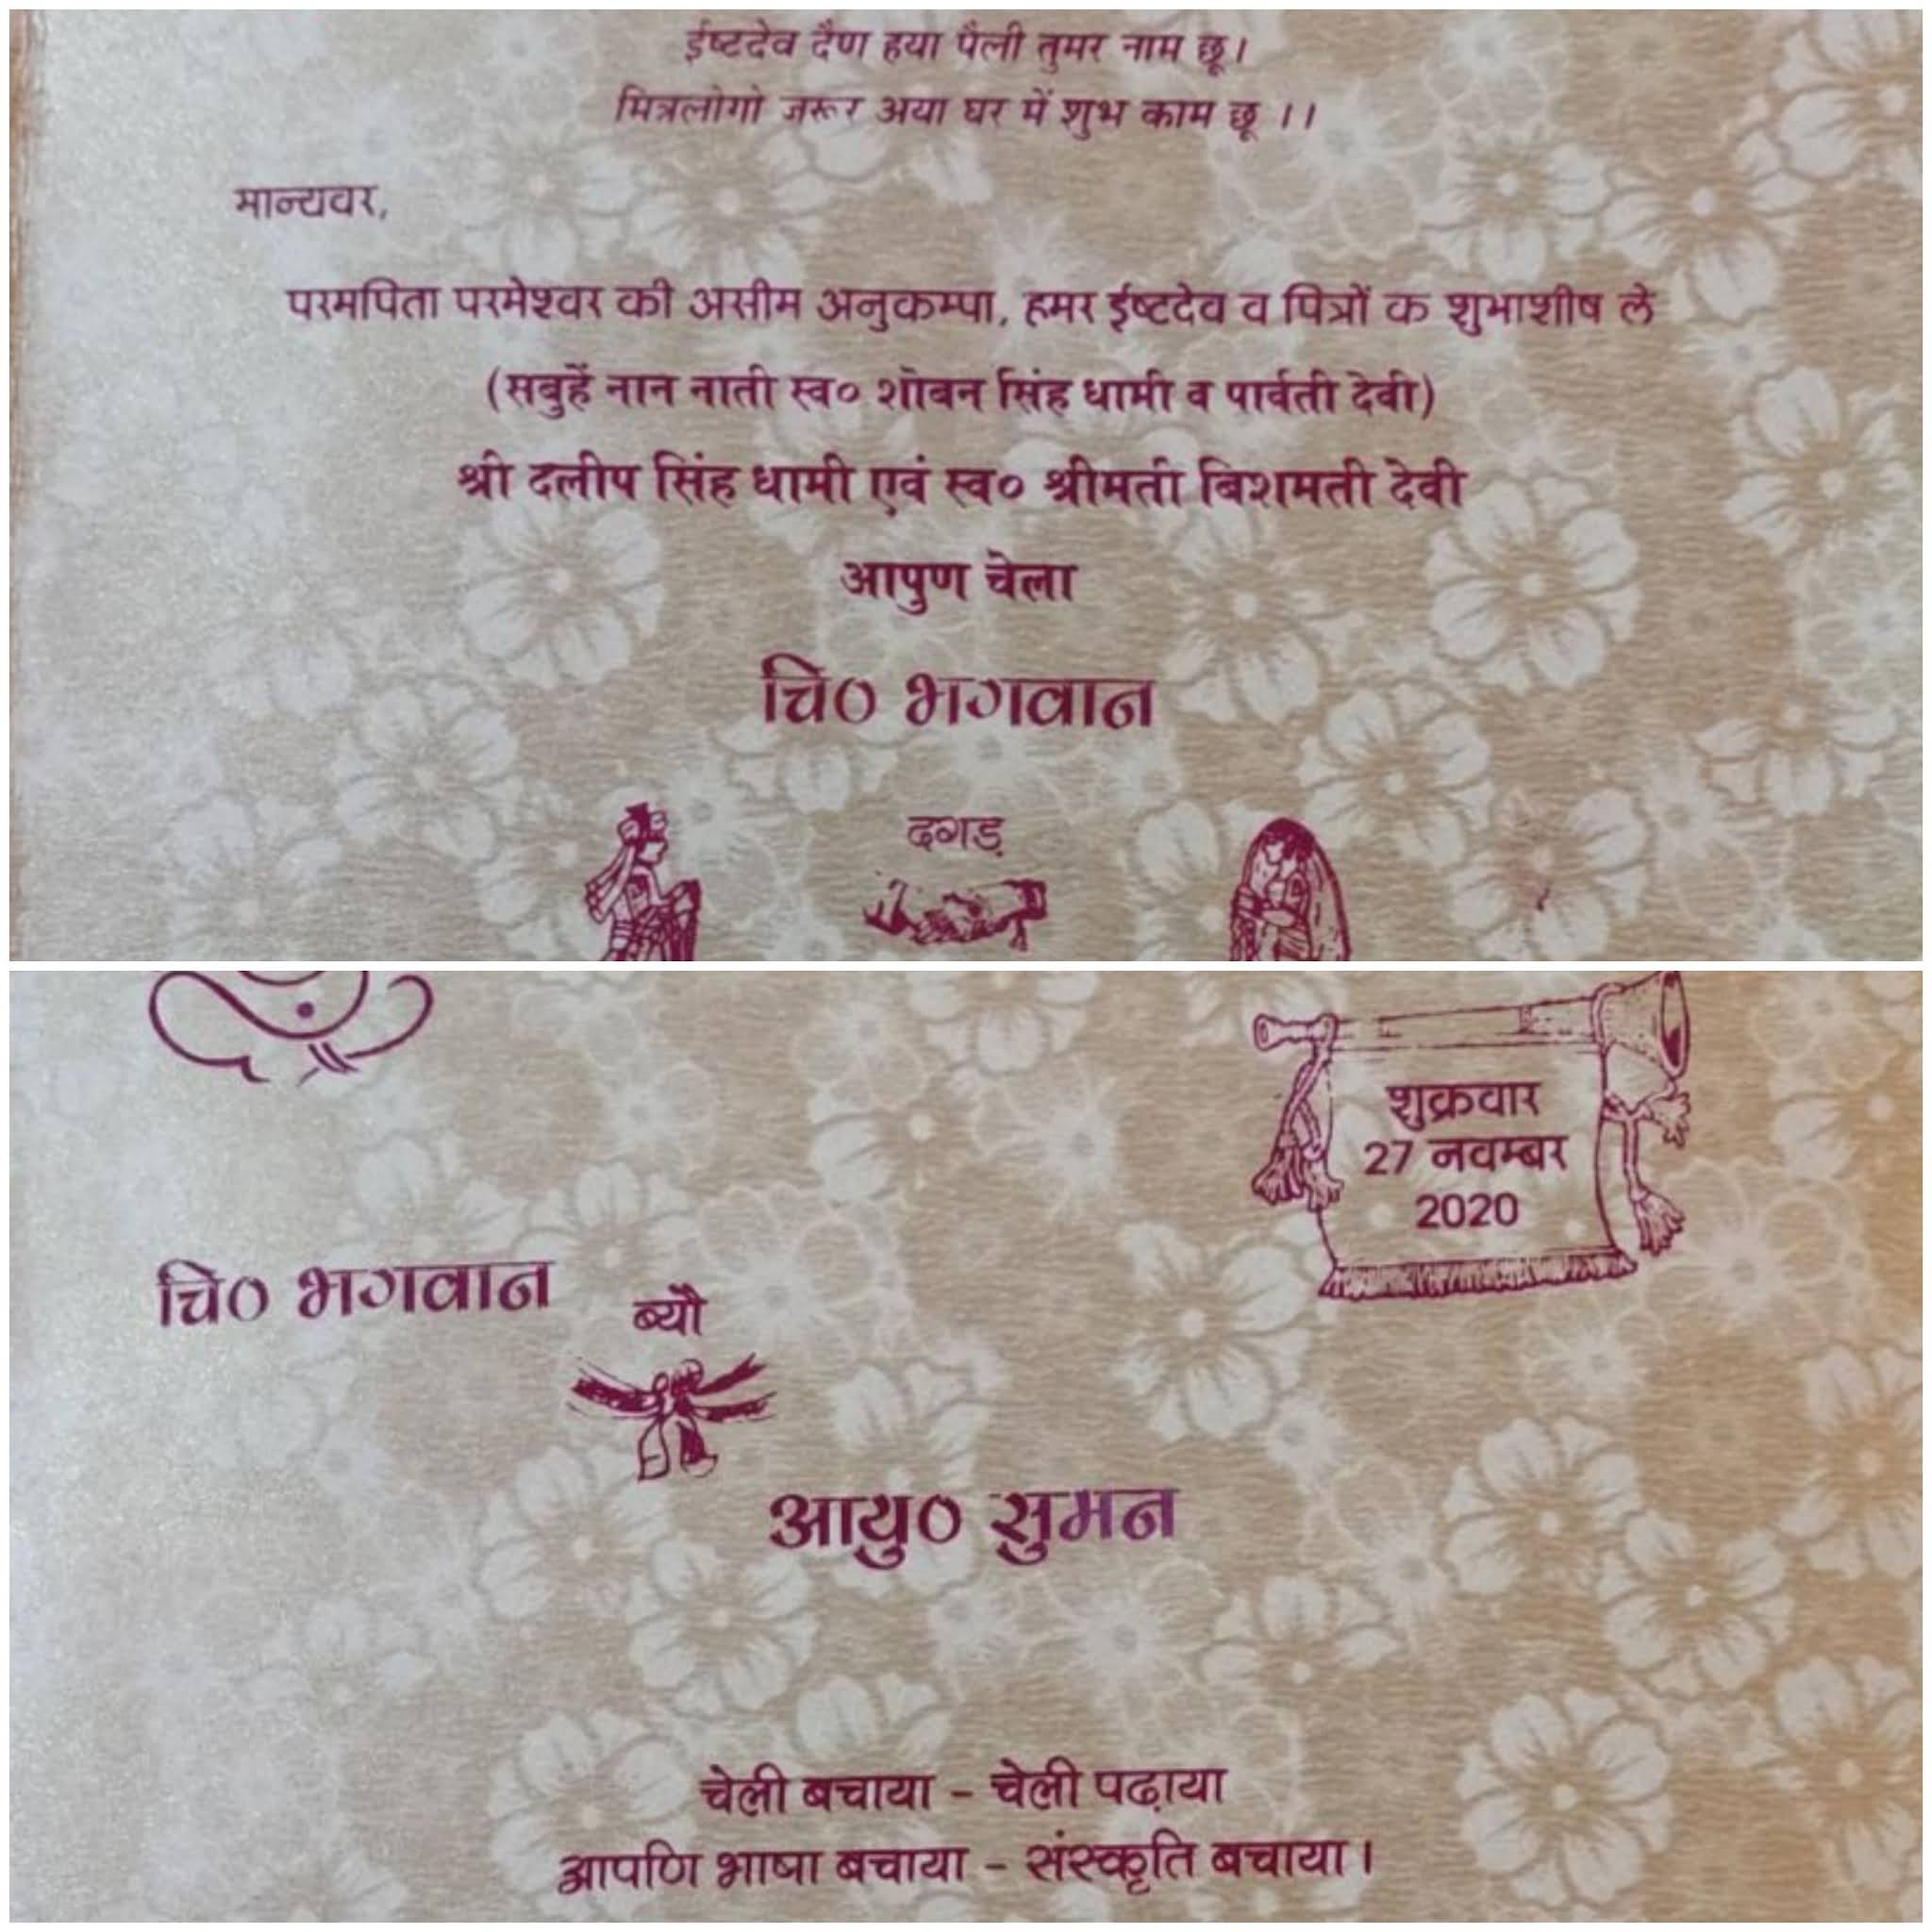 ईष्टदेव दैण हया पैली तुमर नाम छू।
मित्रलोगो जरूर अया घर में शुभ काम छू ।।
मान्यवर,
परमपिता परमेश्वर की असीम अनुकम्पा, हमर ईष्टदेव व पित्रों क शुभाशीष ले
(सबुहें नान नाती स्व० शोबन सिंह धामी व पार्वती देवी)
श्री दलीप सिंह धामी एवं स्व० श्रीमती बिशमती देवी
आपुण चेला
चि० भगवान
दगड़
शुक्रवार
27 नवम्बर
2020
चि० भगवान
ब्यौ
आयु० सुमन
चेली बचाया - चेली पढ़ाया
आपणि भाषा बचाया - संस्कृति बचाया।